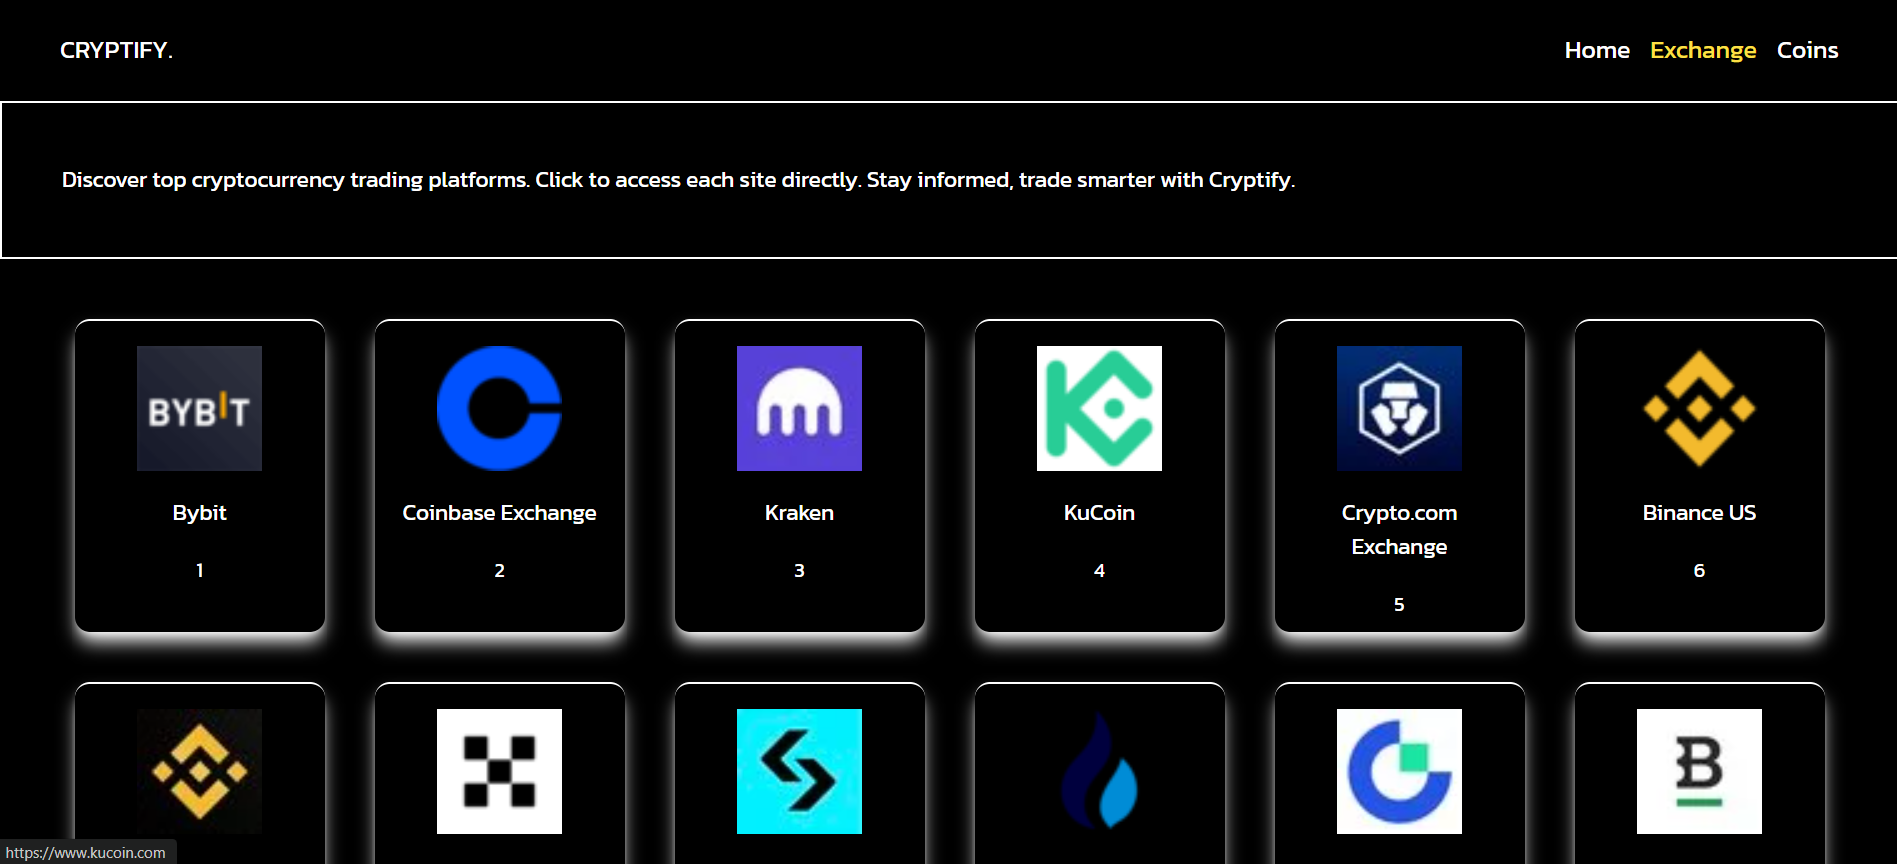 CRYPTIFY.
Home Exchange Coins
Discover top cryptocurrency trading platforms. Click to access each site directly. Stay informed, trade smarter with Cryptify.
BYBIT
Bybit
1
Coinbase Exchange
2
Kraken
3
KuCoin
4
Crypto.com
Exchange
5
Binance US
6
B
https://www.kucoin.com